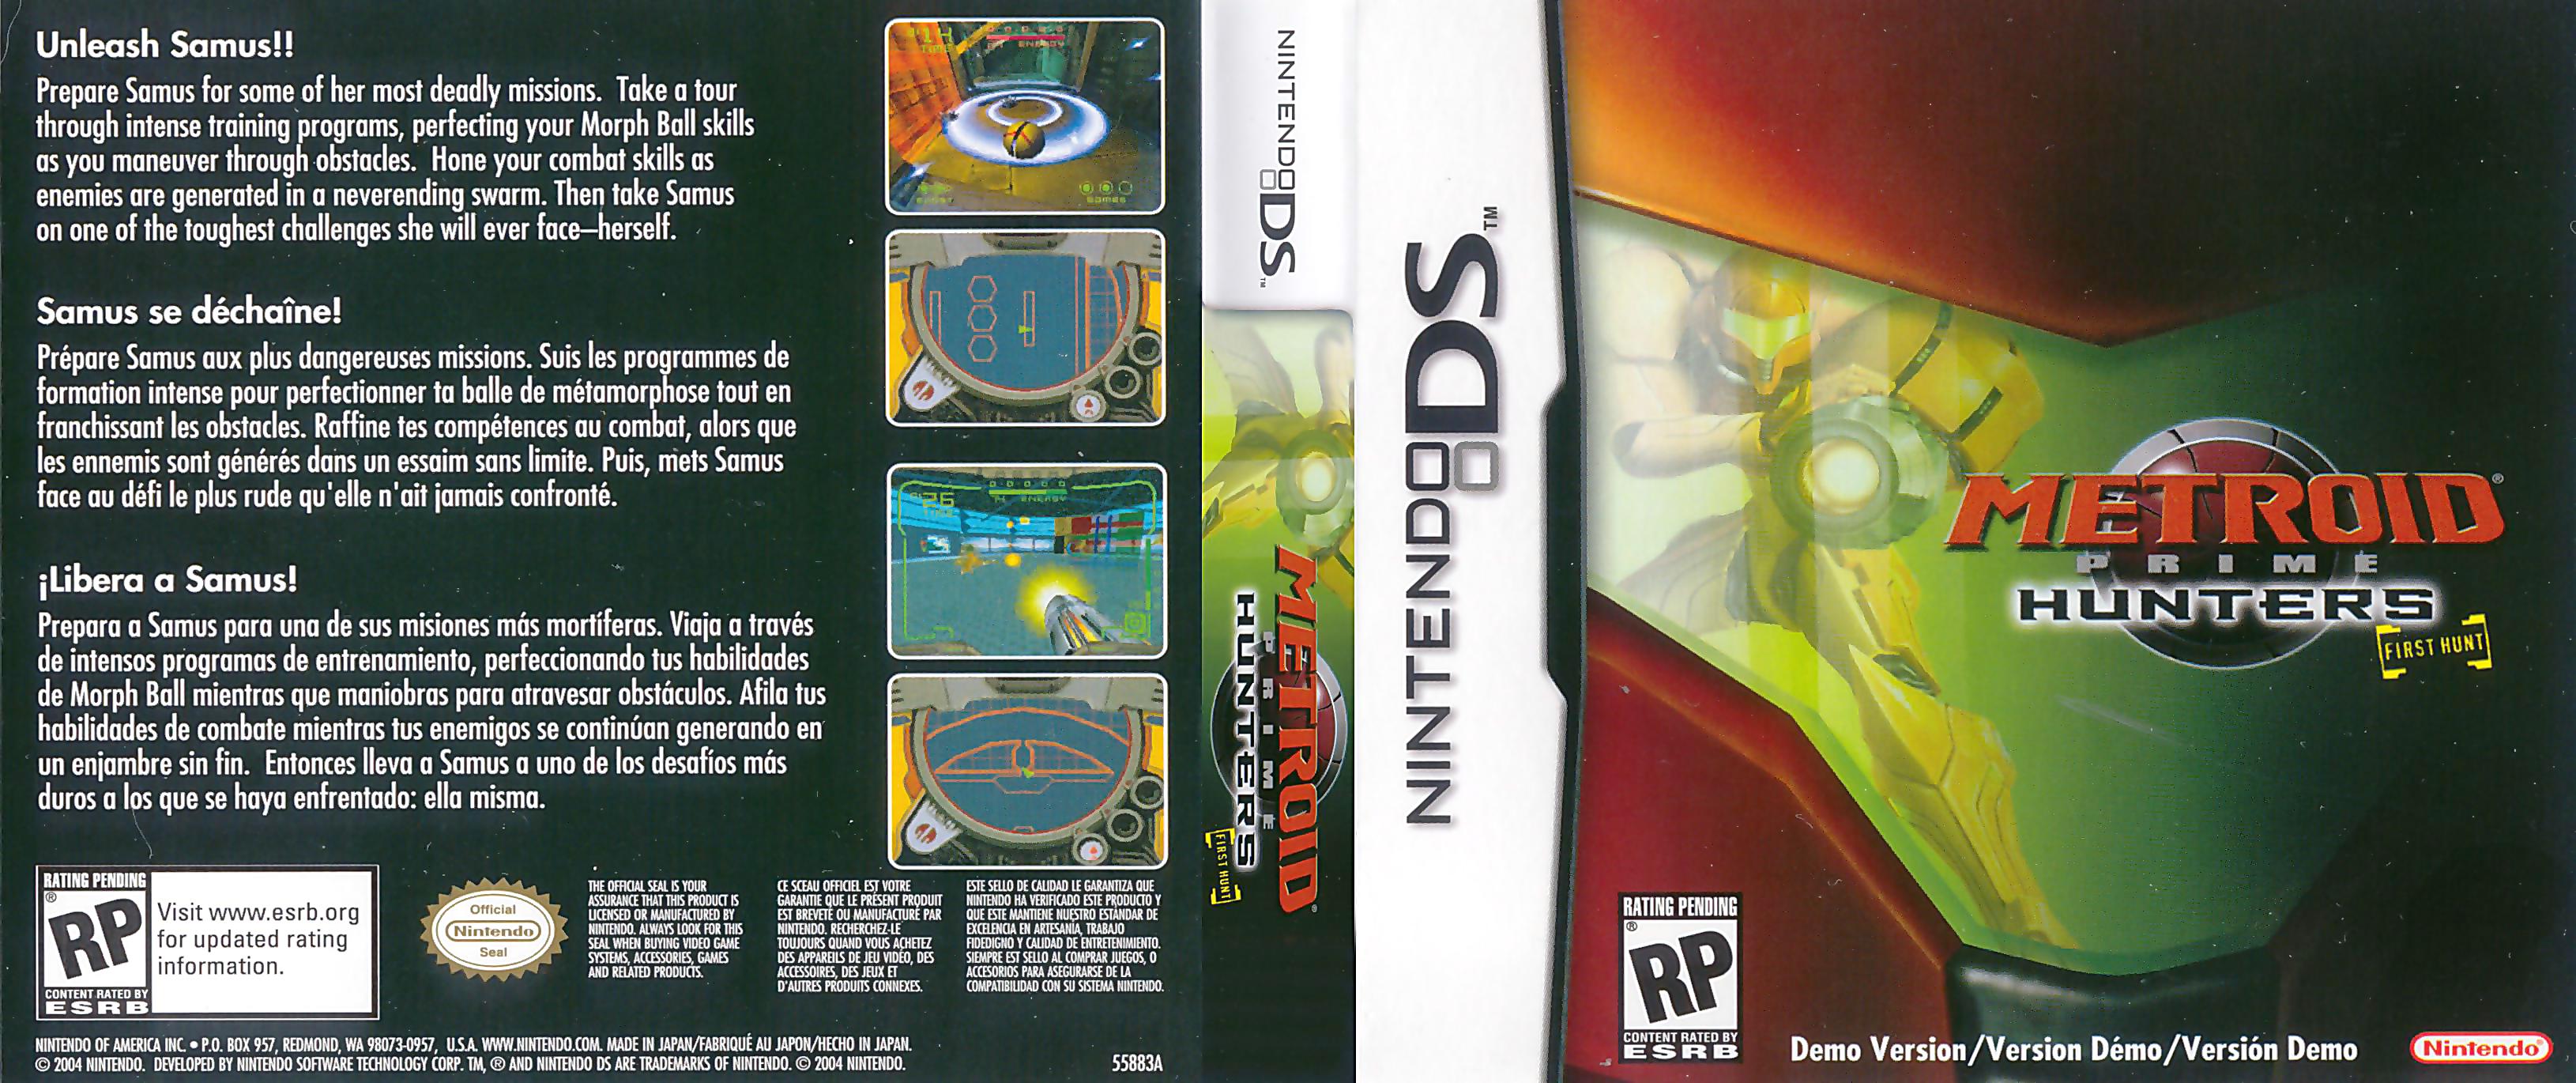 Unleash Samus!!
Prepare Samus for some of her most deadly missions. Take a tour
through intense training programs, perfecting your Morph Ball skills
as you maneuver through obstacles. Hone your combat skills as
enemies are generated in a neverending swarm. Then take Samus
on one of the toughest challenges she will ever face—herself.
Samus se déchaîne!
Prépare Samus aux plus dangereuses missions. Suis les programmes de
formation intense pour perfectionner ta balle de métamorphose tout en
franchissant les obstacles. Raffine tes compétences au combat, alors que
les ennemis sont générés dans un essaim sans limite. Puis, mets Samus
face au défi le plus rude qu'elle n'ait jamais confronté.
¡Libera a Samus!
Prepara a Samus para una de sus misiones más mortíferas. Viaja a través
de intensos programas de entrenamiento, perfeccionando tus habilidades
de Morph Ball mientras que maniobras para atravesar obstáculos. Afila tus
habilidades de combate mientras tus enemigos se continúan generando en
un enjambre sin fin. Entonces lleva a Samus a uno de los desafíos más
duros a los que se haya enfrentado: ella misma.
RATING PENDING
RP®
CONTENT RATED BY
ESRB
Visit www.esrb.org
for updated rating
information.
Official
Nintendo
Seal
THE OFFICIAL SEAL IS YOUR
ASSURANCE THAT THIS PRODUCT IS
LICENSED OR MANUFACTURED BY
NINTENDO. ALWAYS LOOK FOR THIS
SEAL WHEN BUYING VIDEO GAME
SYSTEMS, ACCESSORIES, GAMES
AND RELATED PRODUCTS.
CE SCEAU OFFICIEL EST VOTRE
GARANTIE QUE LE PRÉSENT PRODUIT
EST BREVETÉ OU MANUFACTURÉ PAR
NINTENDO. RECHERCHEZ-LE
TOUJOURS QUAND VOUS ACHETEZ
DES APPAREILS DE JEU VIDÉO, DES
ACCESSOIRES, DES JEUX ET
D'AUTRES PRODUITS CONNEXES.
ESTE SELLO DE CALIDAD LE GARANTIZA QUE
NINTENDO HA VERIFICADO ESTE PRODUCTO Y
QUE ESTE MANTIENE NUESTRO ESTÁNDAR DE
EXCELENCIA EN ARTESANÍA, TRABAJO
FIDEDIGNO Y CALIDAD DE ENTRETENIMIENTO.
SIEMPRE EST SELLO AL COMPRAR JUEGOS, O
ACCESORIOS PARA ASEGURARSE DE LA
COMPATIBILIDAD CON SU SISTEMA NINTENDO.
NINTENDO OF AMERICA INC. • P.O. BOX 957, REDMOND, WA 98073-0957, U.S.A. WWW.NINTENDO.COM. MADE IN JAPAN/FABRIQUÉ AU JAPON/HECHO IN JAPAN.
© 2004 NINTENDO. DEVELOPED BY NINTENDO SOFTWARE TECHNOLOGY CORP. TM, ® AND NINTENDO DS ARE TRADEMARKS OF NINTENDO. © 2004 NINTENDO.
55883A
TIME
ENERGY
ENERGY
NINTENDO DS™
METROID®
PRIME
HUNTERS
FIRST HUNT
NINTENDO DS™
METROID®
PRIME
HUNTERS
FIRST HUNT
RATING PENDING
RP®
CONTENT RATED BY
ESRB
Demo Version/Version Démo/Versión Demo
Nintendo®